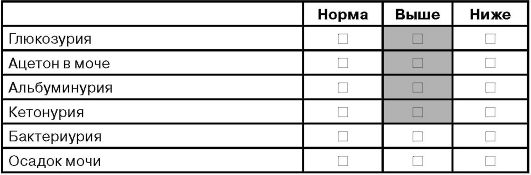 Норма Выше Ниже
Глюкозурия □ □ □
Ацетон в моче □ □ □
Альбуминурия □ □ □
Кетонурия □ □ □
Бактериурия □ □ □
Осадок мочи □ □ □